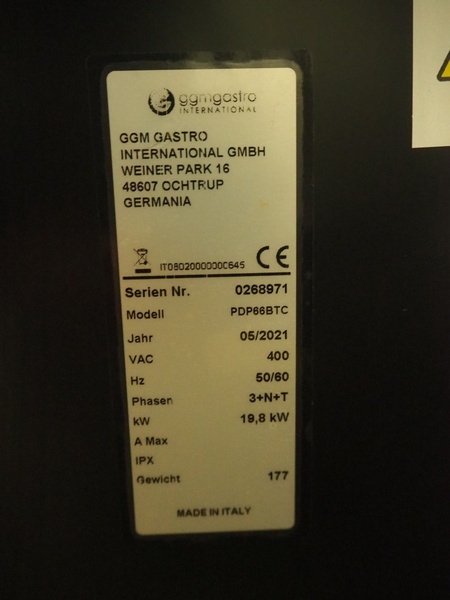 ggmgastro
INTERNATIONAL
GGM GASTRO
INTERNATIONAL GMBH
WEINER PARK 16
48607 OCHTRUP
GERMANIA
IT08020000000645 CE
Serien Nr. 0268971
Modell PDP66BTC
Jahr 05/2021
VAC 400
Hz 50/60
Phasen 3+N+T
kW 19,8 kW
A Max
IPX
Gewicht 177
MADE IN ITALY